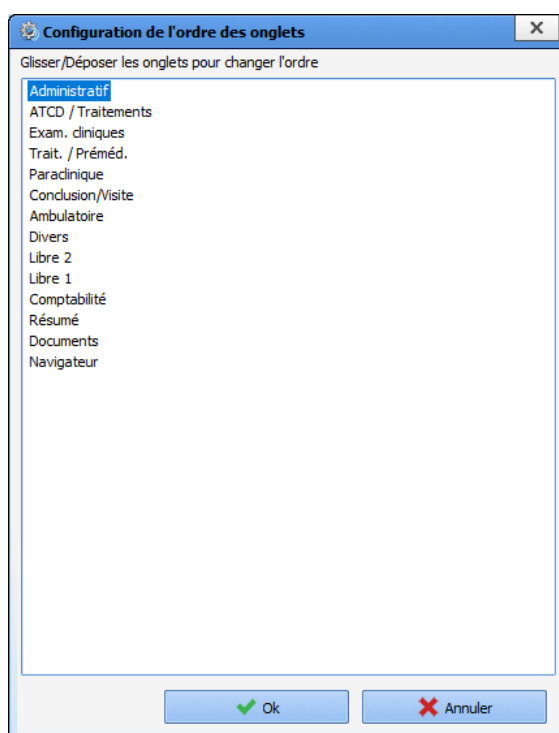 Configuration de l'ordre des onglets
Glisser/Déposer les onglets pour changer l'ordre
Administratif
ATCD / Traitements
Exam. cliniques
Trait. / Préméd.
Paraclinique
Conclusion/Visite
Ambulatoire
Divers
Libre 2
Libre 1
Comptabilité
Résumé
Documents
Navigateur
Ok
Annuler